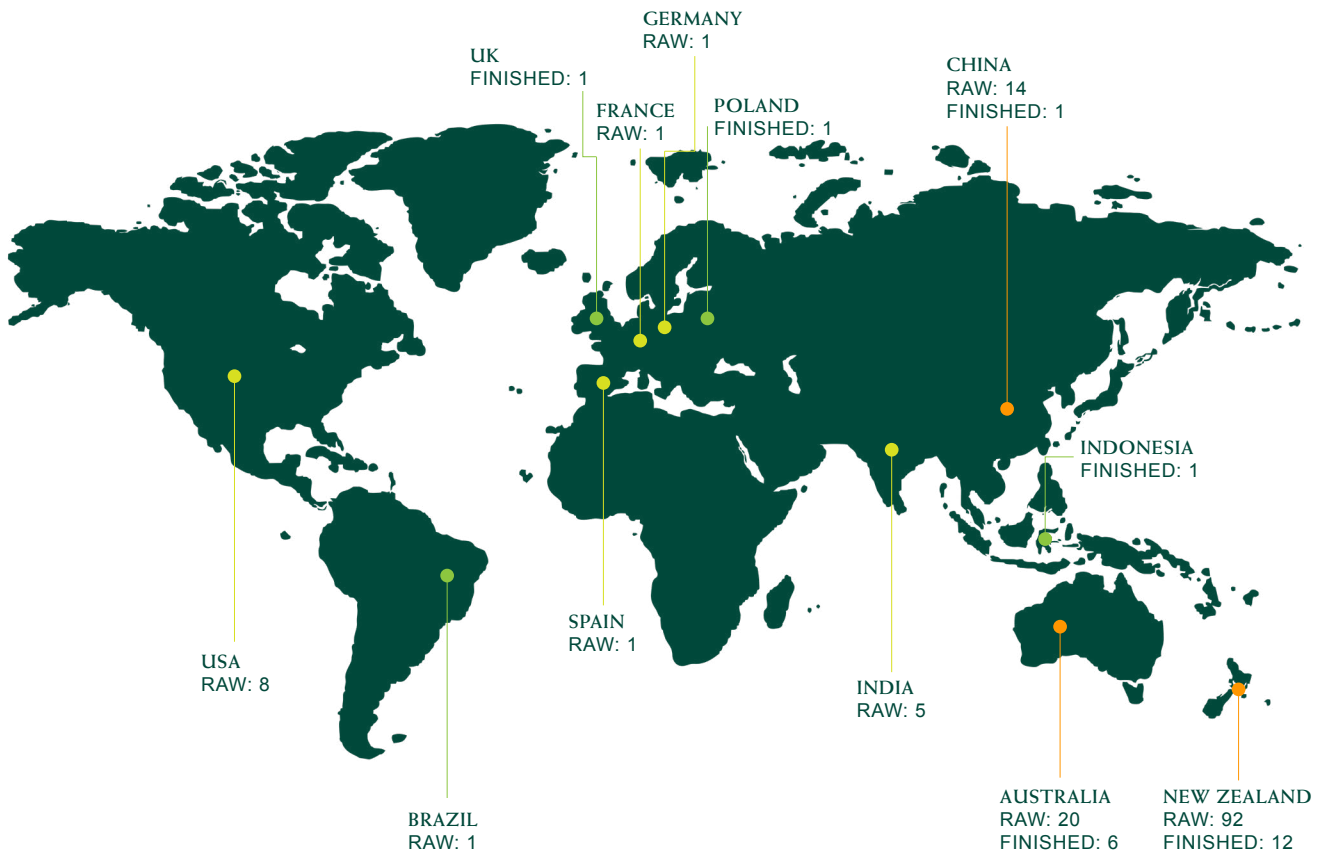 GERMANY
RAW: 1
UK
FINISHED: 1
FRANCE
RAW: 1
POLAND
FINISHED: 1
CHINA
RAW: 14
FINISHED: 1
INDONESIA
FINISHED: 1
SPAIN
RAW: 1
USA
RAW: 8
INDIA
RAW: 5
BRAZIL
RAW: 1
AUSTRALIA
RAW: 20
FINISHED: 6
NEW ZEALAND
RAW: 92
FINISHED: 12